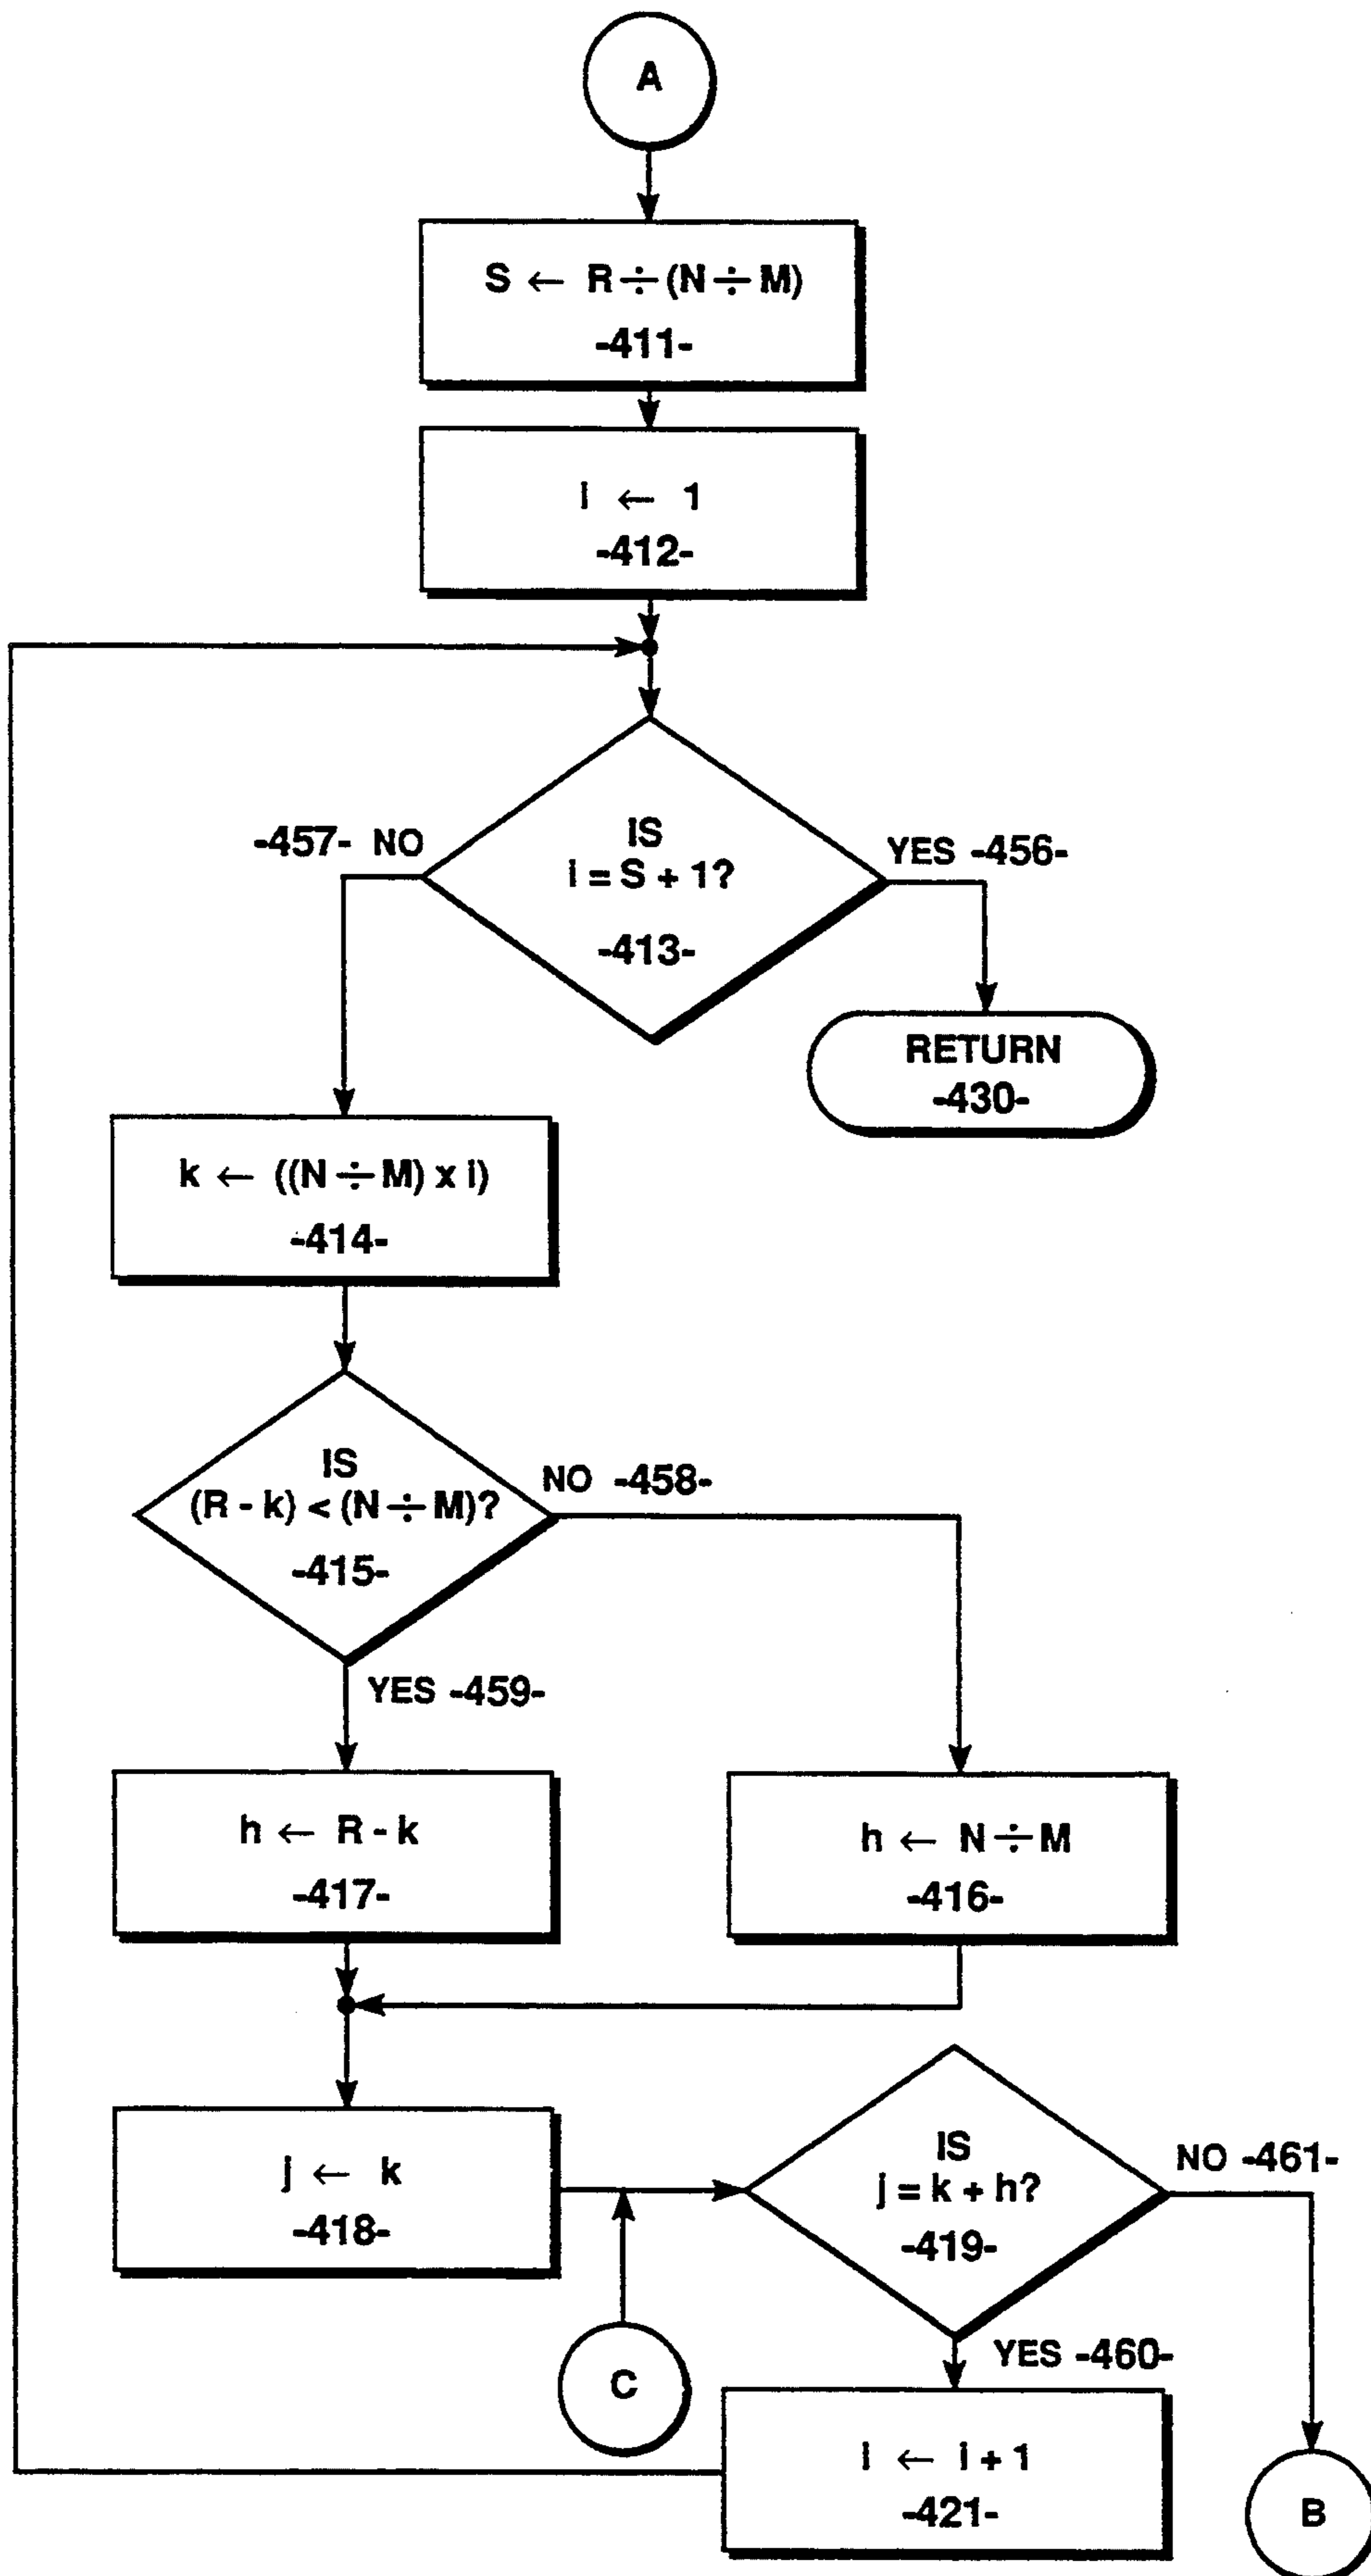 A
S ← R ÷ (N ÷ M)
-411-
i ← 1
-412-
-457- NO
IS
i = S + 1?
-413-
YES -456-
RETURN
-430-
k ← ((N ÷ M) x i)
-414-
IS
(R - k) < (N ÷ M)?
-415-
NO -458-
YES -459-
h ← R - k
-417-
h ← N ÷ M
-416-
j ← k
-418-
IS
j = k + h?
-419-
NO -461-
YES -460-
C
i ← i + 1
-421-
B